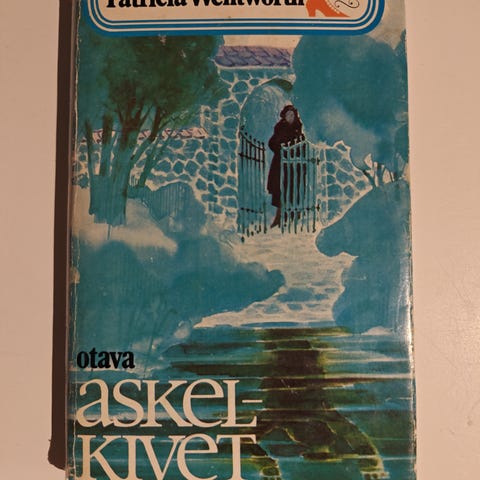 Patricia Wentworth
otava
ASKEL-
KIVET